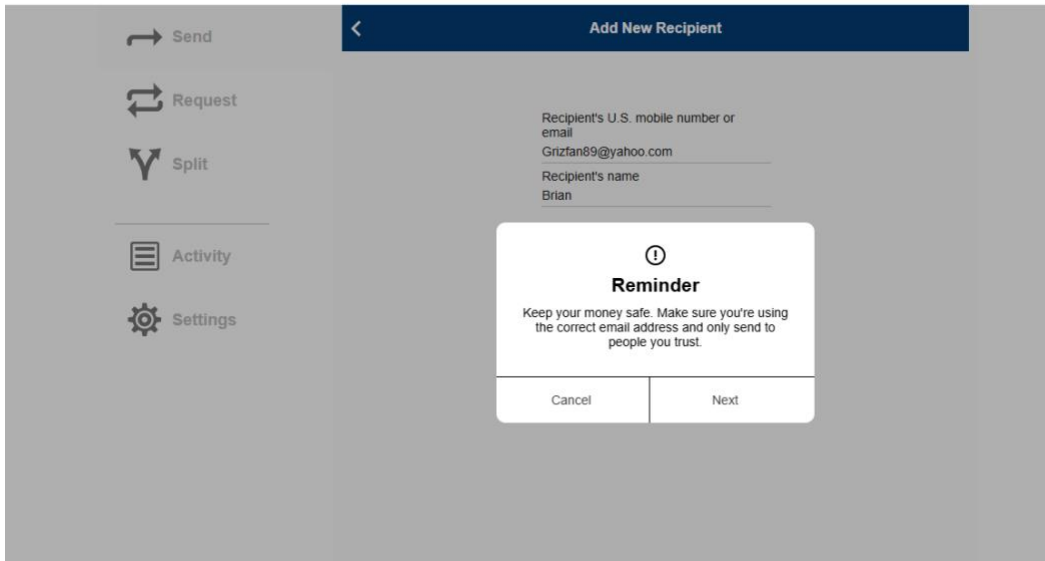 Send
Request
Split
Activity
Settings
Add New Recipient
Recipient's U.S. mobile number or
email
Grizfan89@yahoo.com
Recipient's name
Brian
Reminder
Keep your money safe. Make sure you're using
the correct email address and only send to
people you trust.
Cancel
Next